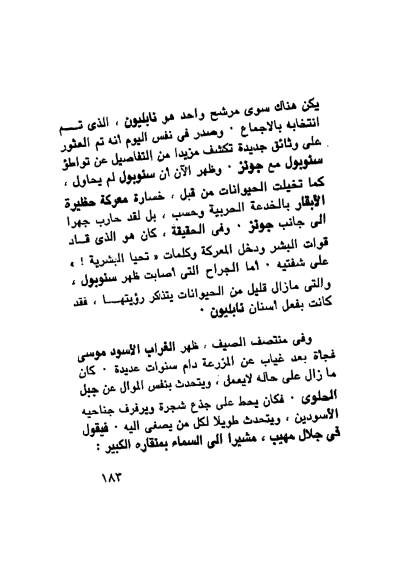 يكن هناك سوى مرشح واحد هو نابليون ، الذى تـــم
انتخابه بالاجماع · وصدر فى نفس اليوم انه تم العثور
على وثائق جديدة تكشف مزيدا من التفاصيل عن تواطؤ
سنوبول مع جونز · وظهر الآن ان سنوبول لم يحاول ،
كما تخيلت الحيوانات من قبل ، خسارة معركة حظيرة
الأبقار بالخدعة الحربية وحسب ، بل لقد حارب جهرا
الى جانب جونز · وفى الحقيقة ، كان هو الذى قـــاد
قوات البشر ودخل المعركة وكلمات « تحيا البشرية ! »
على شفتيه · أما الجراح التى أصابت ظهر سنوبول ،
والتى مازال قليل من الحيوانات يتذكر رؤيتهـــا ، فقد
كانت بفعل أسنان نابليون ·
وفى منتصف الصيف ، ظهر الغراب الأسود موسى
فجأة بعد غياب عن المزرعة دام سنوات عديدة · كان
ما زال على حاله لايعمل ، ويتحدث بنفس الموال عن جبل
الحلوى · فكان يحط على جذع شجرة ويرفرف جناحيه
الأسودين ، ويتحدث طويلا لكل من يصغى اليه · فيقول
فى جلال مهيب ، مشيرا الى السماء بمنقاره الكبير :
١٨٣